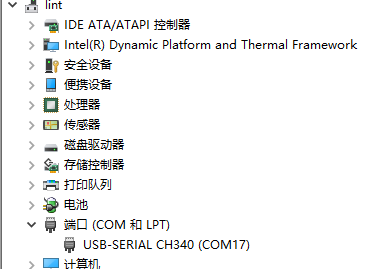 lint
IDE ATA/ATAPI 控制器
Intel(R) Dynamic Platform and Thermal Framework
安全设备
便携设备
处理器
传感器
磁盘驱动器
存储控制器
打印队列
电池
端口 (COM 和 LPT)
USB-SERIAL CH340 (COM17)
计算机